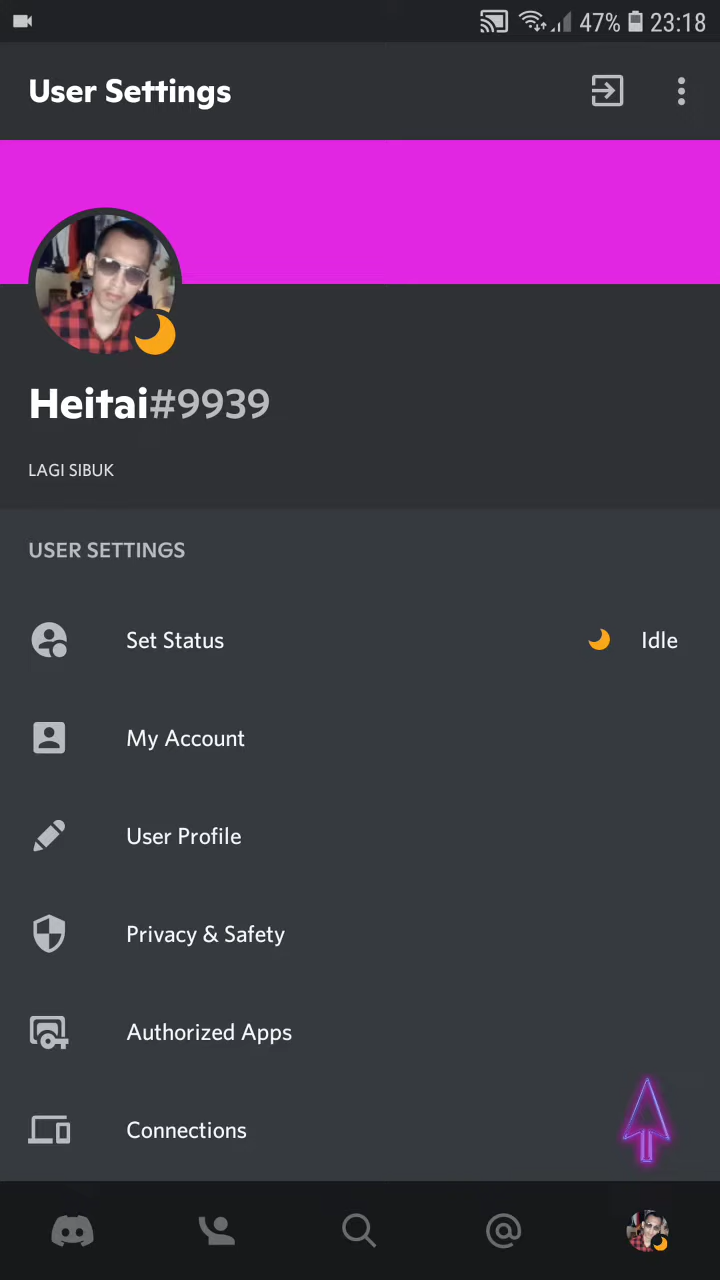 47% 23:18
User Settings
Heitai#9939
LAGI SIBUK
USER SETTINGS
Set Status Idle
My Account
User Profile
Privacy & Safety
Authorized Apps
Connections